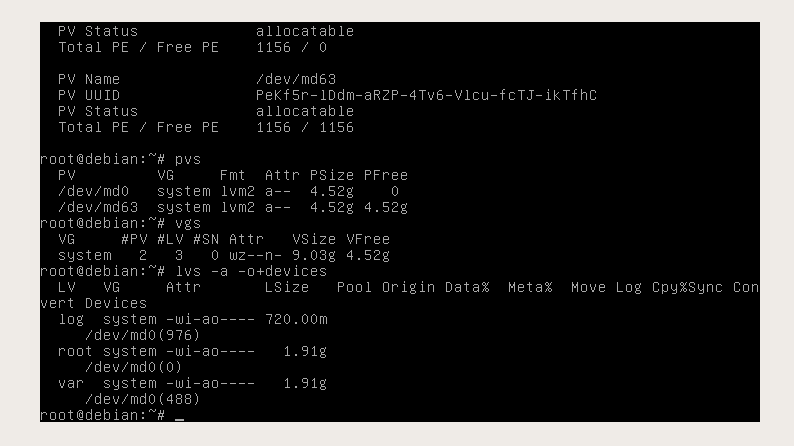 PV Status allocatable
Total PE / Free PE 1156 / 0
PV Name /dev/md63
PV UUID PeKf5r-lDdm-aRZP-4Tv6-Vlcu-fcTJ-ikTfhC
PV Status allocatable
Total PE / Free PE 1156 / 1156
root@debian:~# pvs
PV VG Fmt Attr PSize PFree
/dev/md0 system lvm2 a-- 4.52g 0
/dev/md63 system lvm2 a-- 4.52g 4.52g
root@debian:~# vgs
VG #PV #LV #SN Attr VSize VFree
system 2 3 0 wz--n- 9.03g 4.52g
root@debian:~# lvs -a -o+devices
LV VG Attr LSize Pool Origin Data% Meta% Move Log Cpy%Sync Con
vert Devices
log system -wi-ao---- 720.00m
/dev/md0(976)
root system -wi-ao---- 1.91g
/dev/md0(0)
var system -wi-ao---- 1.91g
/dev/md0(488)
root@debian:~# _